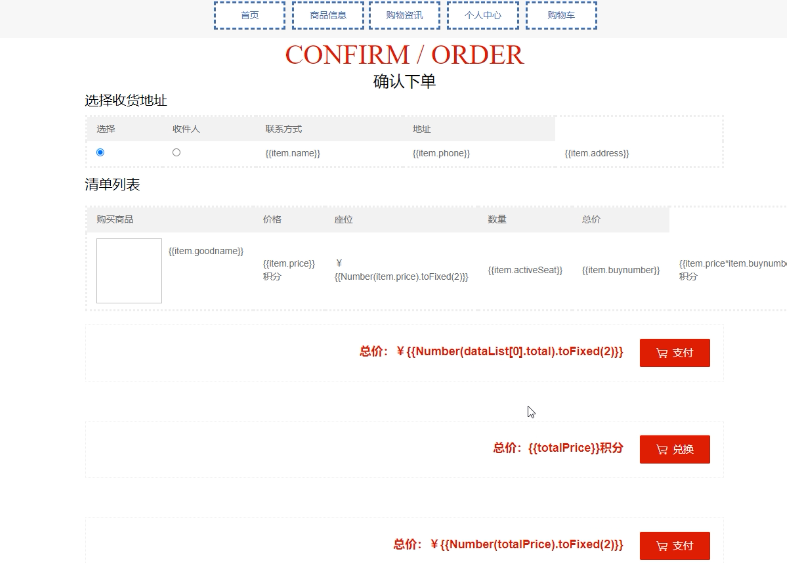 首页 商品信息 购物资讯 个人中心 购物车
CONFIRM / ORDER
确认下单
选择收货地址
选择 收件人 联系方式 地址
{{item.name}} {{item.phone}} {{item.address}}
清单列表
购买商品 价格 座位 数量 总价
{{item.goodname}}
{{item.price}}积分 ￥{{Number(item.price).toFixed(2)}} {{item.activeSeat}} {{item.buynumber}} {{item.price*item.buynumbe 积分
总价：￥{{Number(dataList[0].total).toFixed(2)}} 支付
总价：{{totalPrice}}积分 兑换
总价：￥{{Number(totalPrice).toFixed(2)}} 支付